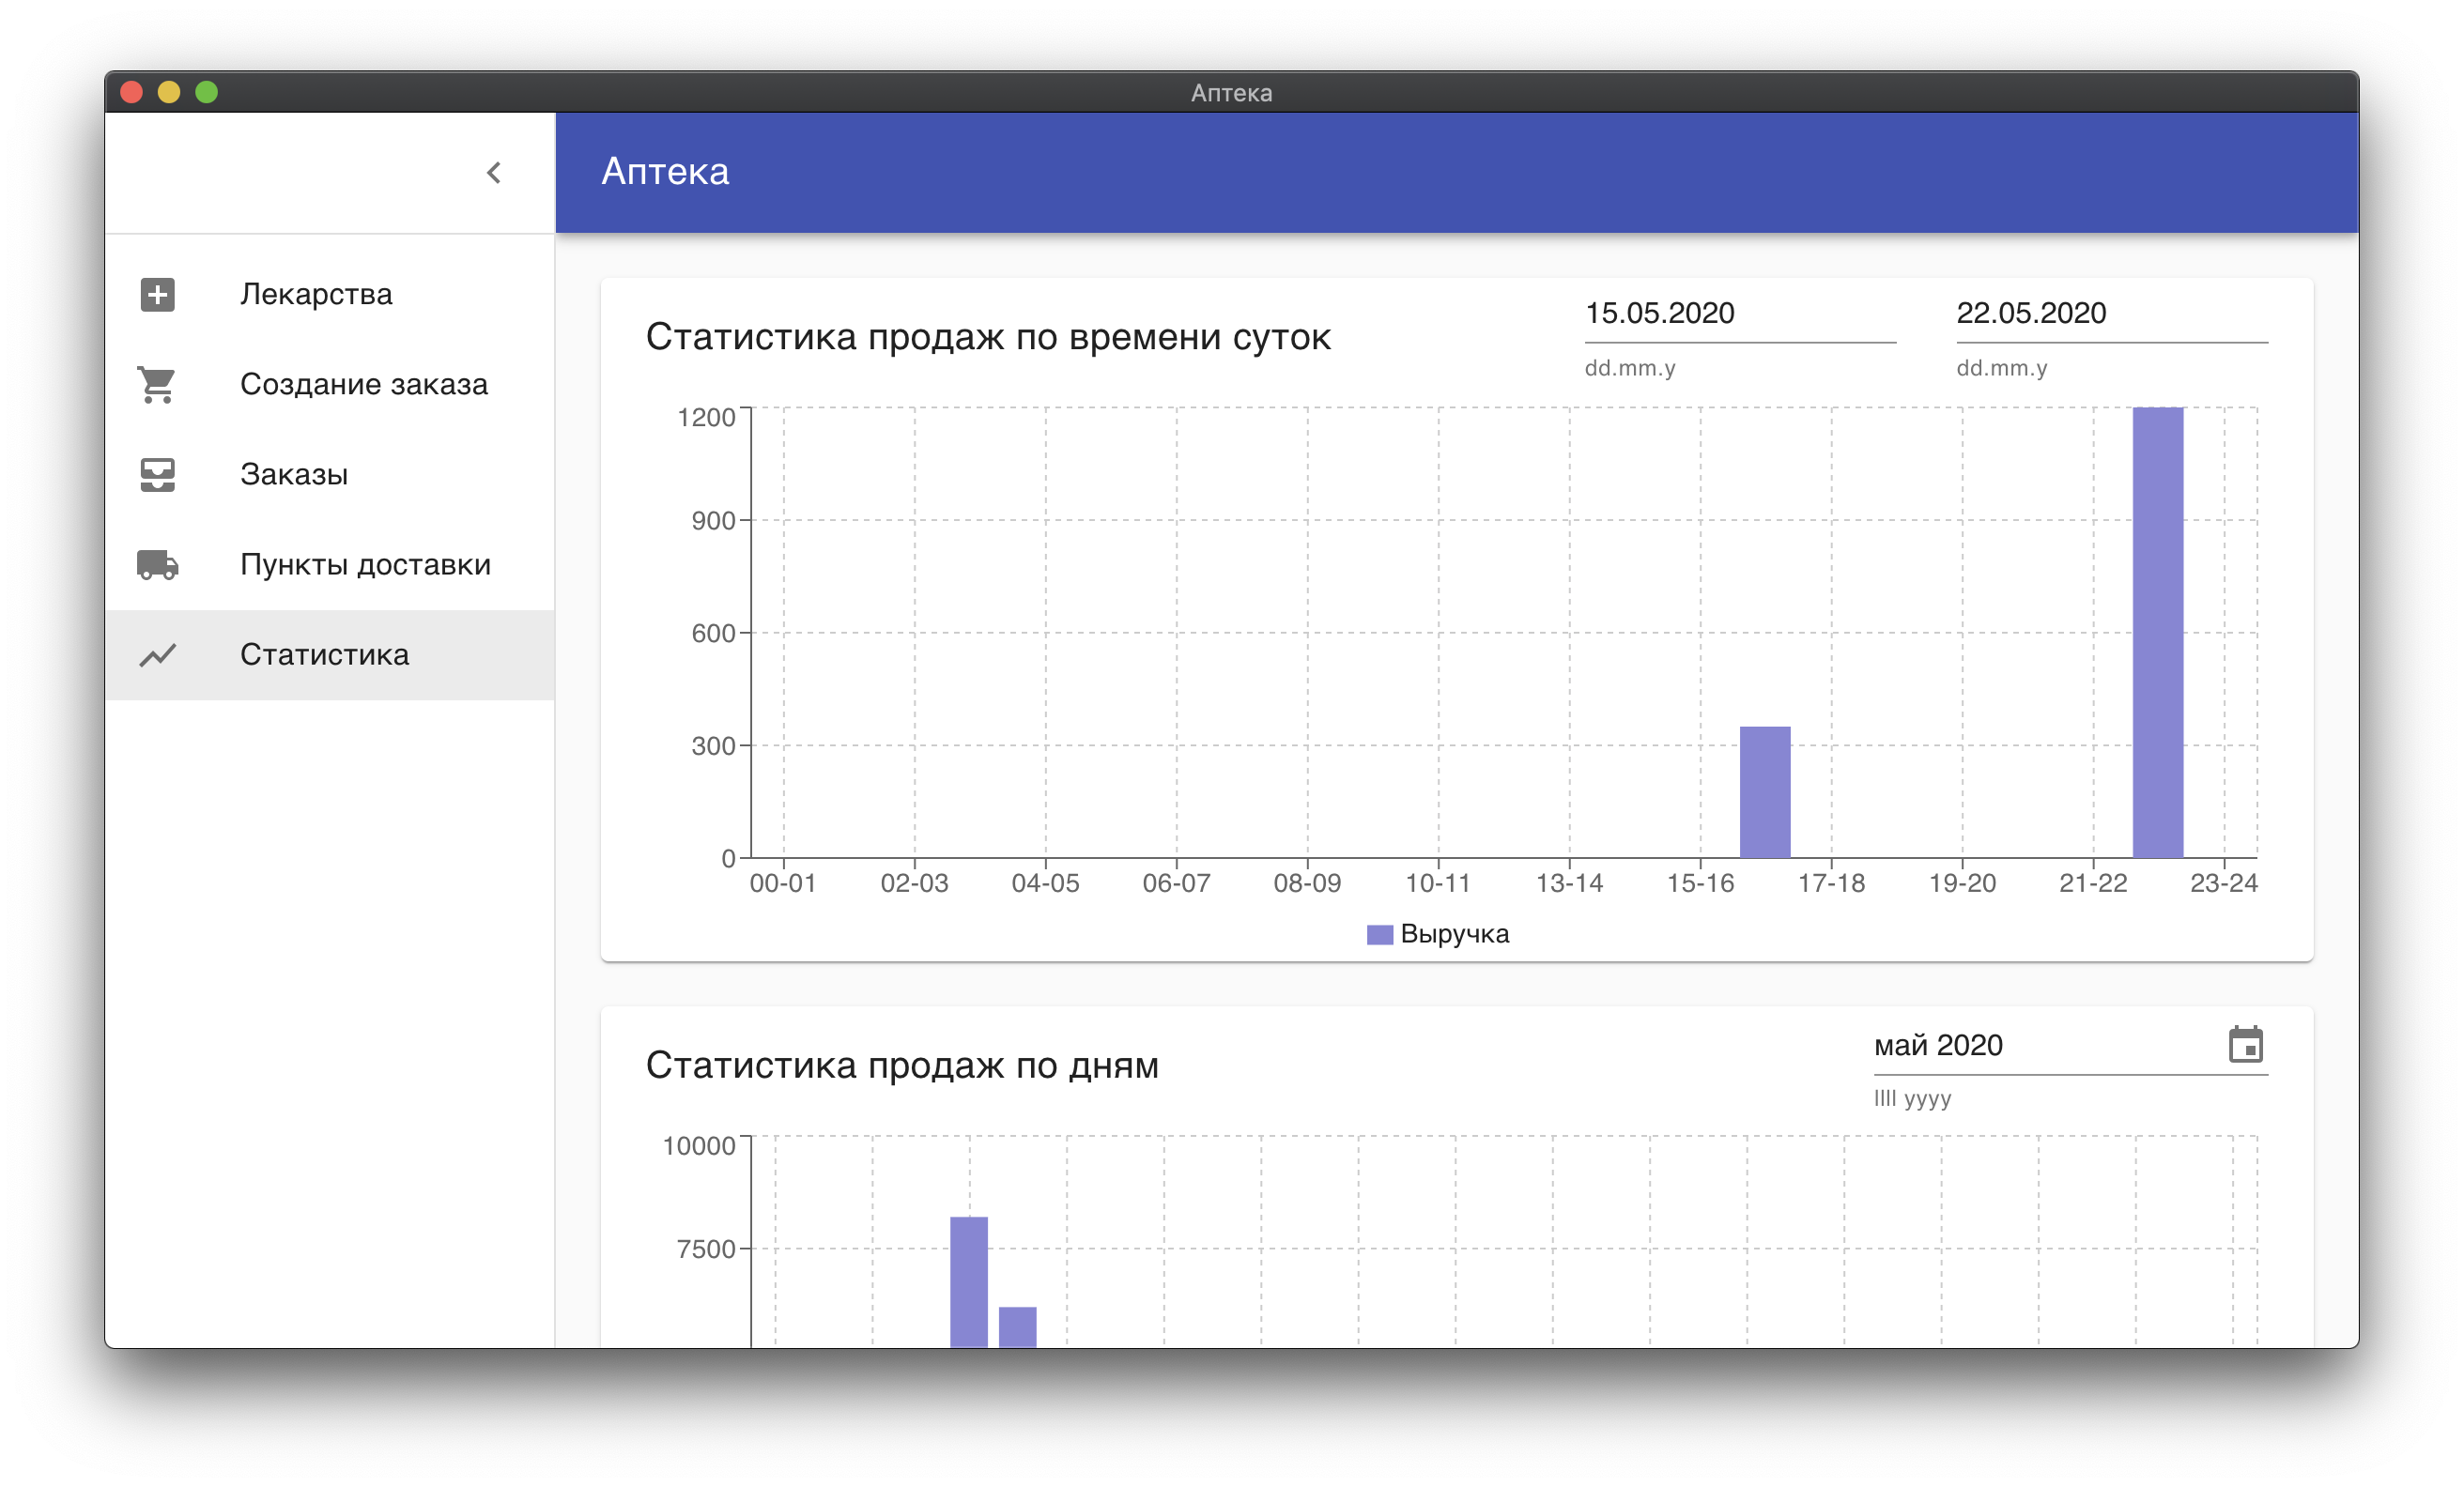 Аптека
Аптека
Лекарства
Создание заказа
Заказы
Пункты доставки
Статистика
Статистика продаж по времени суток
15.05.2020
22.05.2020
dd.mm.y
dd.mm.y
1200
900
600
300
0
00-01 02-03 04-05 06-07 08-09 10-11 13-14 15-16 17-18 19-20 21-22 23-24
Выручка
Статистика продаж по дням
май 2020
llll yyyy
10000
7500